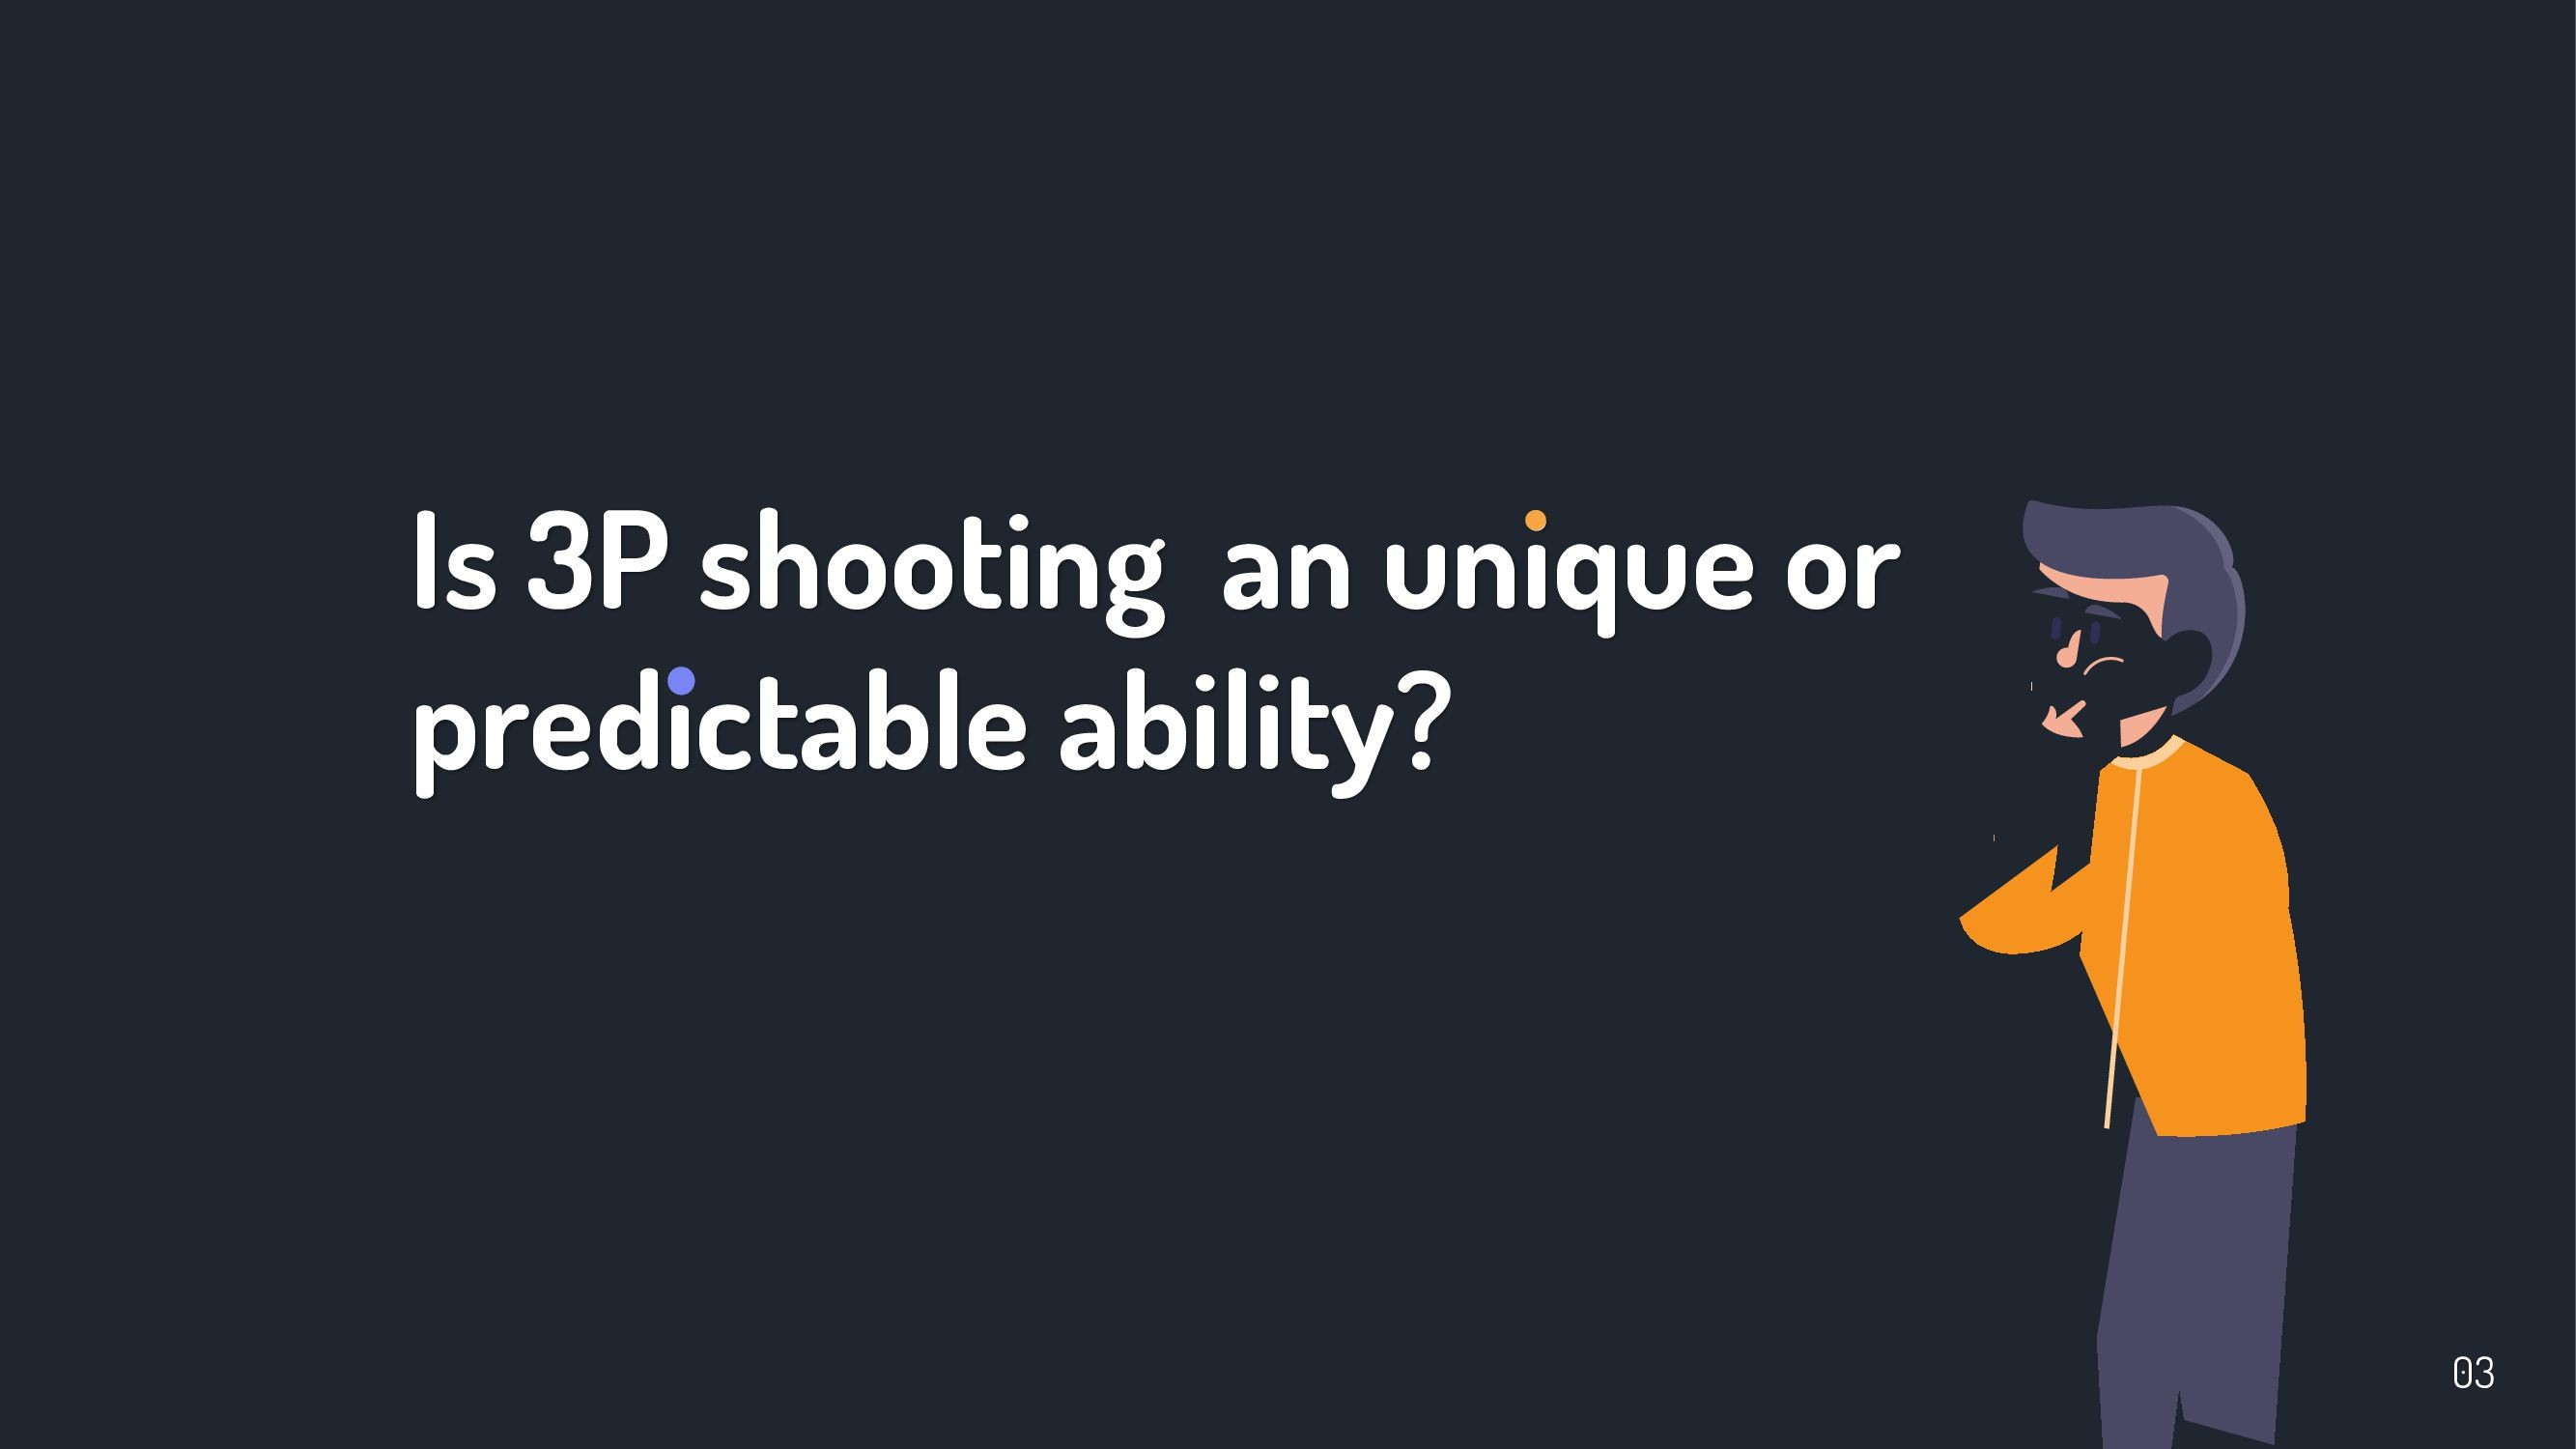 Is 3P shooting  an unique or
predictable ability?
03